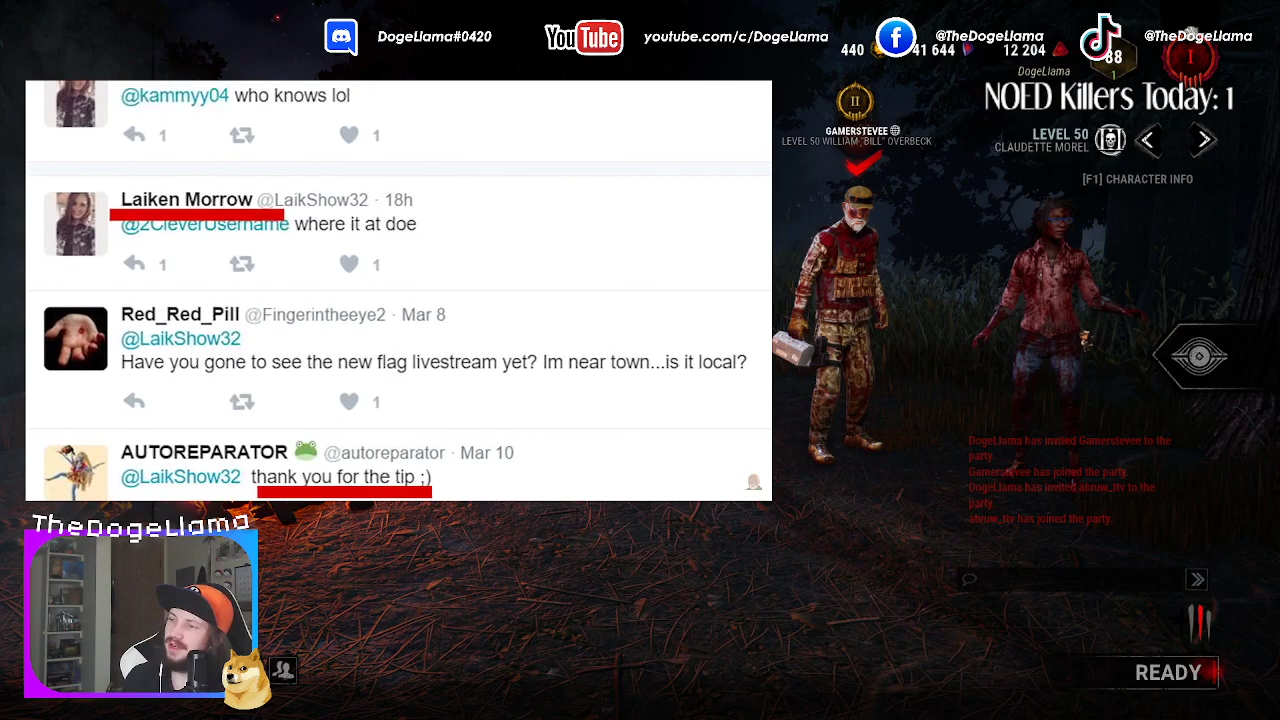 DogeLlama#0420
YouTube
youtube.com/c/DogeLlama
@TheDogeLlama
@TheDogeLlama
440
41 644
12 204
88
1
I
DogeLlama
NOED Killers Today: 1
LEVEL 50
CLAUDETTE MOREL
[F1] CHARACTER INFO
II
GAMERSTEVEE
LEVEL 50 WILLIAM "BILL" OVERBECK
@kammyy04 who knows lol
1
1
Laiken Morrow @LaikShow32 · 18h
@2CleverUsername where it at doe
1
1
Red_Red_Pill @Fingerintheeye2 · Mar 8
@LaikShow32
Have you gone to see the new flag livestream yet? Im near town...is it local?
1
AUTOREPARATOR @autoreparator · Mar 10
@LaikShow32 thank you for the tip ;)
DogeLlama has invited Gamerstevee to the
party.
Gamerstevee has joined the party.
DogeLlama has invited abruw_ttv to the
party.
abruw_ttv has joined the party.
TheDogeLlama
READY